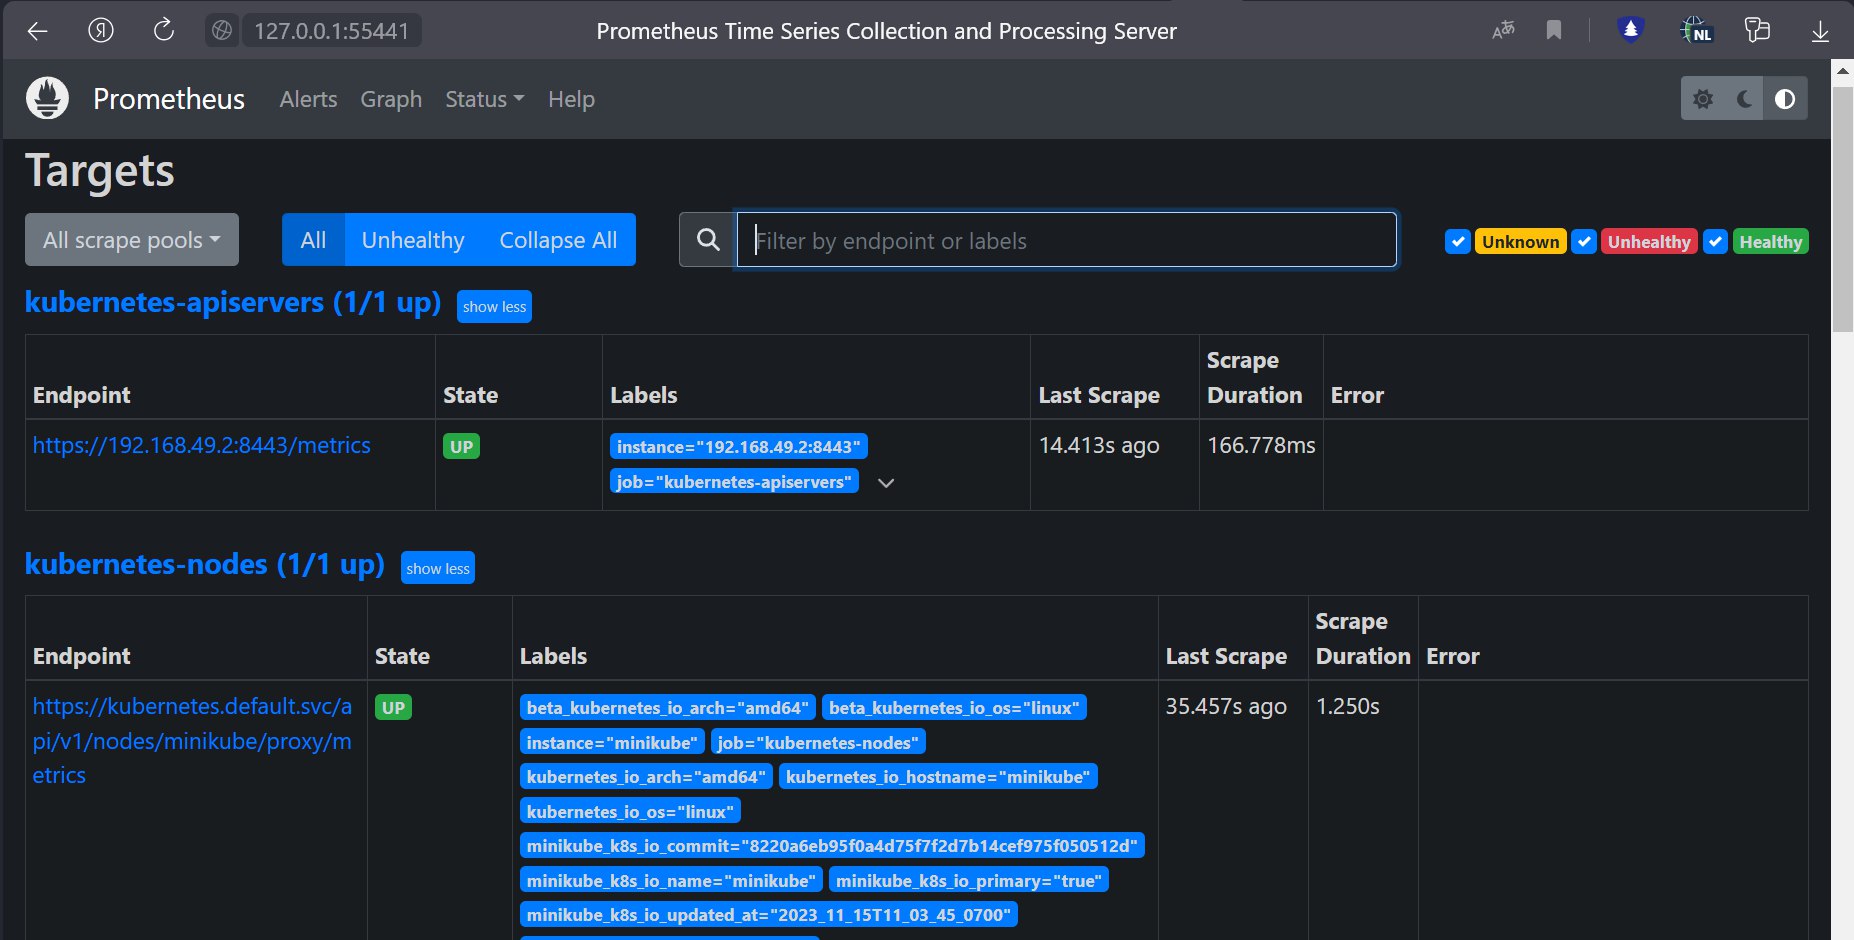 127.0.0.1:55441 Prometheus Time Series Collection and Processing Server NL
Prometheus Alerts Graph Status Help
Targets
All scrape pools All Unhealthy Collapse All Filter by endpoint or labels Unknown Unhealthy Healthy
kubernetes-apiservers (1/1 up) show less
Endpoint State Labels Last Scrape Scrape Duration Error
https://192.168.49.2:8443/metrics UP instance="192.168.49.2:8443" 14.413s ago 166.778ms
job="kubernetes-apiservers"
kubernetes-nodes (1/1 up) show less
Endpoint State Labels Last Scrape Scrape Duration Error
https://kubernetes.default.svc/a UP beta_kubernetes_io_arch="amd64" beta_kubernetes_io_os="linux" 35.457s ago 1.250s
pi/v1/nodes/minikube/proxy/m instance="minikube" job="kubernetes-nodes"
etrics kubernetes_io_arch="amd64" kubernetes_io_hostname="minikube"
kubernetes_io_os="linux"
minikube_k8s_io_commit="8220a6eb95f0a4d75f7f2d7b14cef975f050512d"
minikube_k8s_io_name="minikube" minikube_k8s_io_primary="true"
minikube_k8s_io_updated_at="2023_11_15T11_03_45_0700"